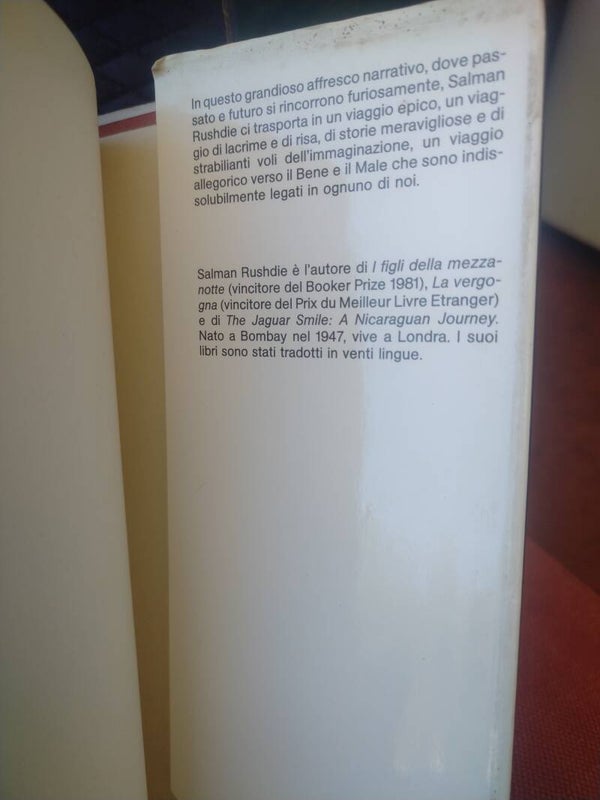 In questo grandioso affresco narrativo, dove pas-
sato e futuro si rincorrono furiosamente, Salman
Rushdie ci trasporta in un viaggio epico, un viag-
gio di lacrime e di risa, di storie meravigliose e di
strabilianti voli dell'immaginazione, un viaggio
allegorico verso il Bene e il Male che sono indis-
solubilmente legati in ognuno di noi.
Salman Rushdie è l'autore di I figli della mezza-
notte (vincitore del Booker Prize 1981), La vergo-
gna (vincitore del Prix du Meilleur Livre Etranger)
e di The Jaguar Smile: A Nicaraguan Journey.
Nato a Bombay nel 1947, vive a Londra. I suoi
libri sono stati tradotti in venti lingue.